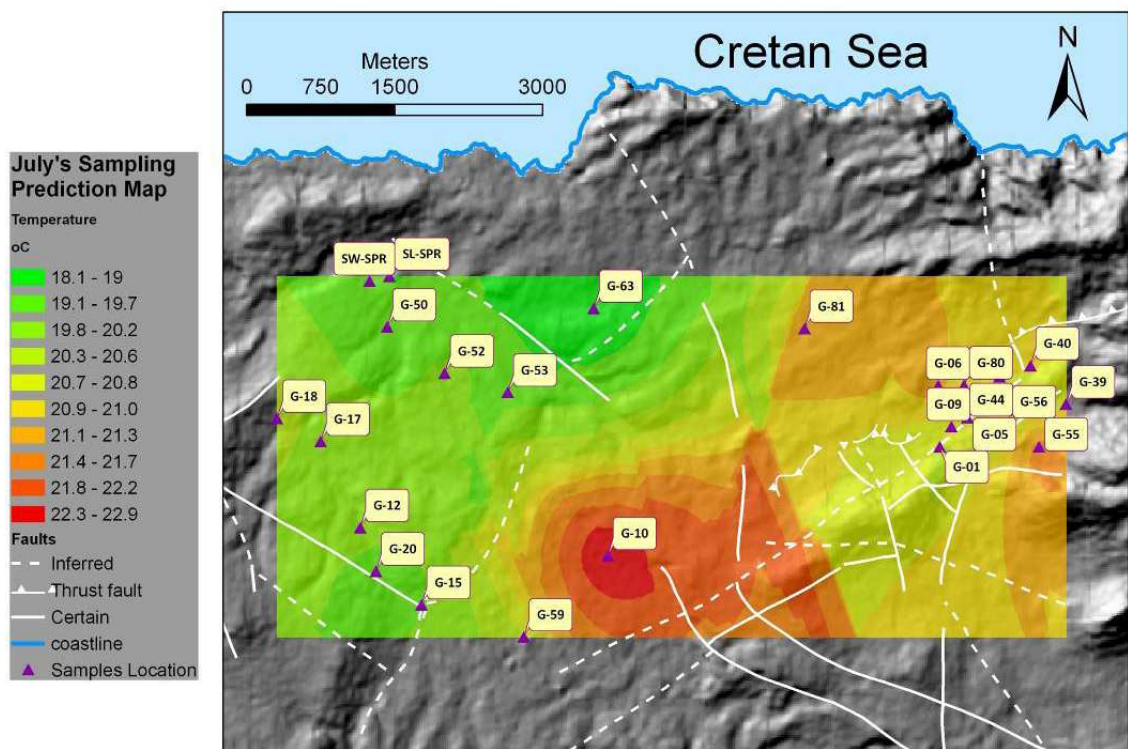 Cretan Sea
N
Meters
0 750 1500 3000
July's Sampling
Prediction Map
Temperature
oC
18.1 - 19
19.1 - 19.7
19.8 - 20.2
20.3 - 20.6
20.7 - 20.8
20.9 - 21.0
21.1 - 21.3
21.4 - 21.7
21.8 - 22.2
22.3 - 22.9
Faults
Inferred
Thrust fault
Certain
coastline
Samples Location
SW-SPR
SL-SPR
G-63
G-50
G-81
G-52
G-53
G-06
G-80
G-40
G-18
G-17
G-09
G-44
G-56
G-39
G-05
G-55
G-01
G-12
G-20
G-10
G-15
G-59